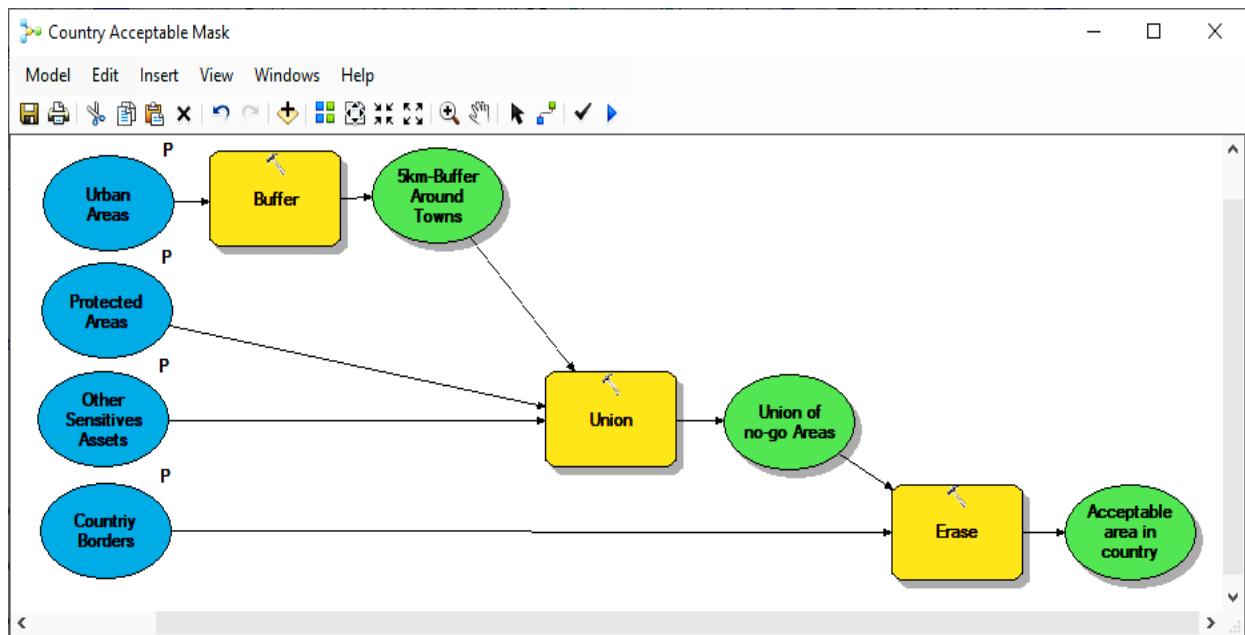 Country Acceptable Mask
Model Edit Insert View Windows Help
P
Urban
Areas
Buffer
5km-Buffer
Around
Towns
P
Protected
Areas
P
Other
Sensitives
Assets
Union
Union of
no-go Areas
P
Countriy
Borders
Erase
Acceptable
area in
country